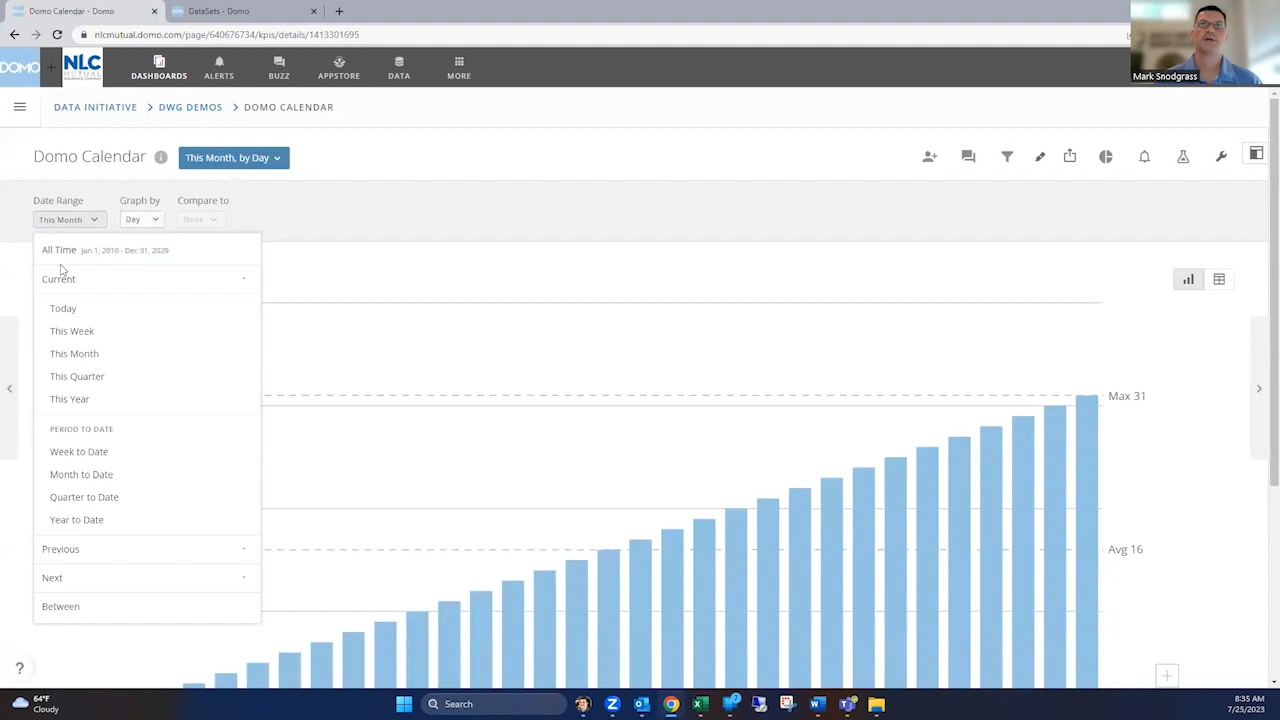 Domo Calendar - Domo
DataSets - Domo
nlcmutual.domo.com/page/640676734/kpis/details/1413301695
Mark Snodgrass
DOMO
NLC
MUTUAL
DASHBOARDS
ALERTS
BUZZ
APPSTORE
DATA
MORE
DATA INITIATIVE > DWG DEMOS > DOMO CALENDAR
Domo Calendar
This Month, by Day
Date Range
Graph by
Compare to
This Month
Day
None
All Time Jan 1, 2010 - Dec 31, 2029
Current
Today
This Week
This Month
This Quarter
This Year
PERIOD TO DATE
Week to Date
Month to Date
Quarter to Date
Year to Date
Previous
Next
Between
Max 31
Avg 16
?
64°F
Cloudy
Search
8:35 AM
7/25/2023